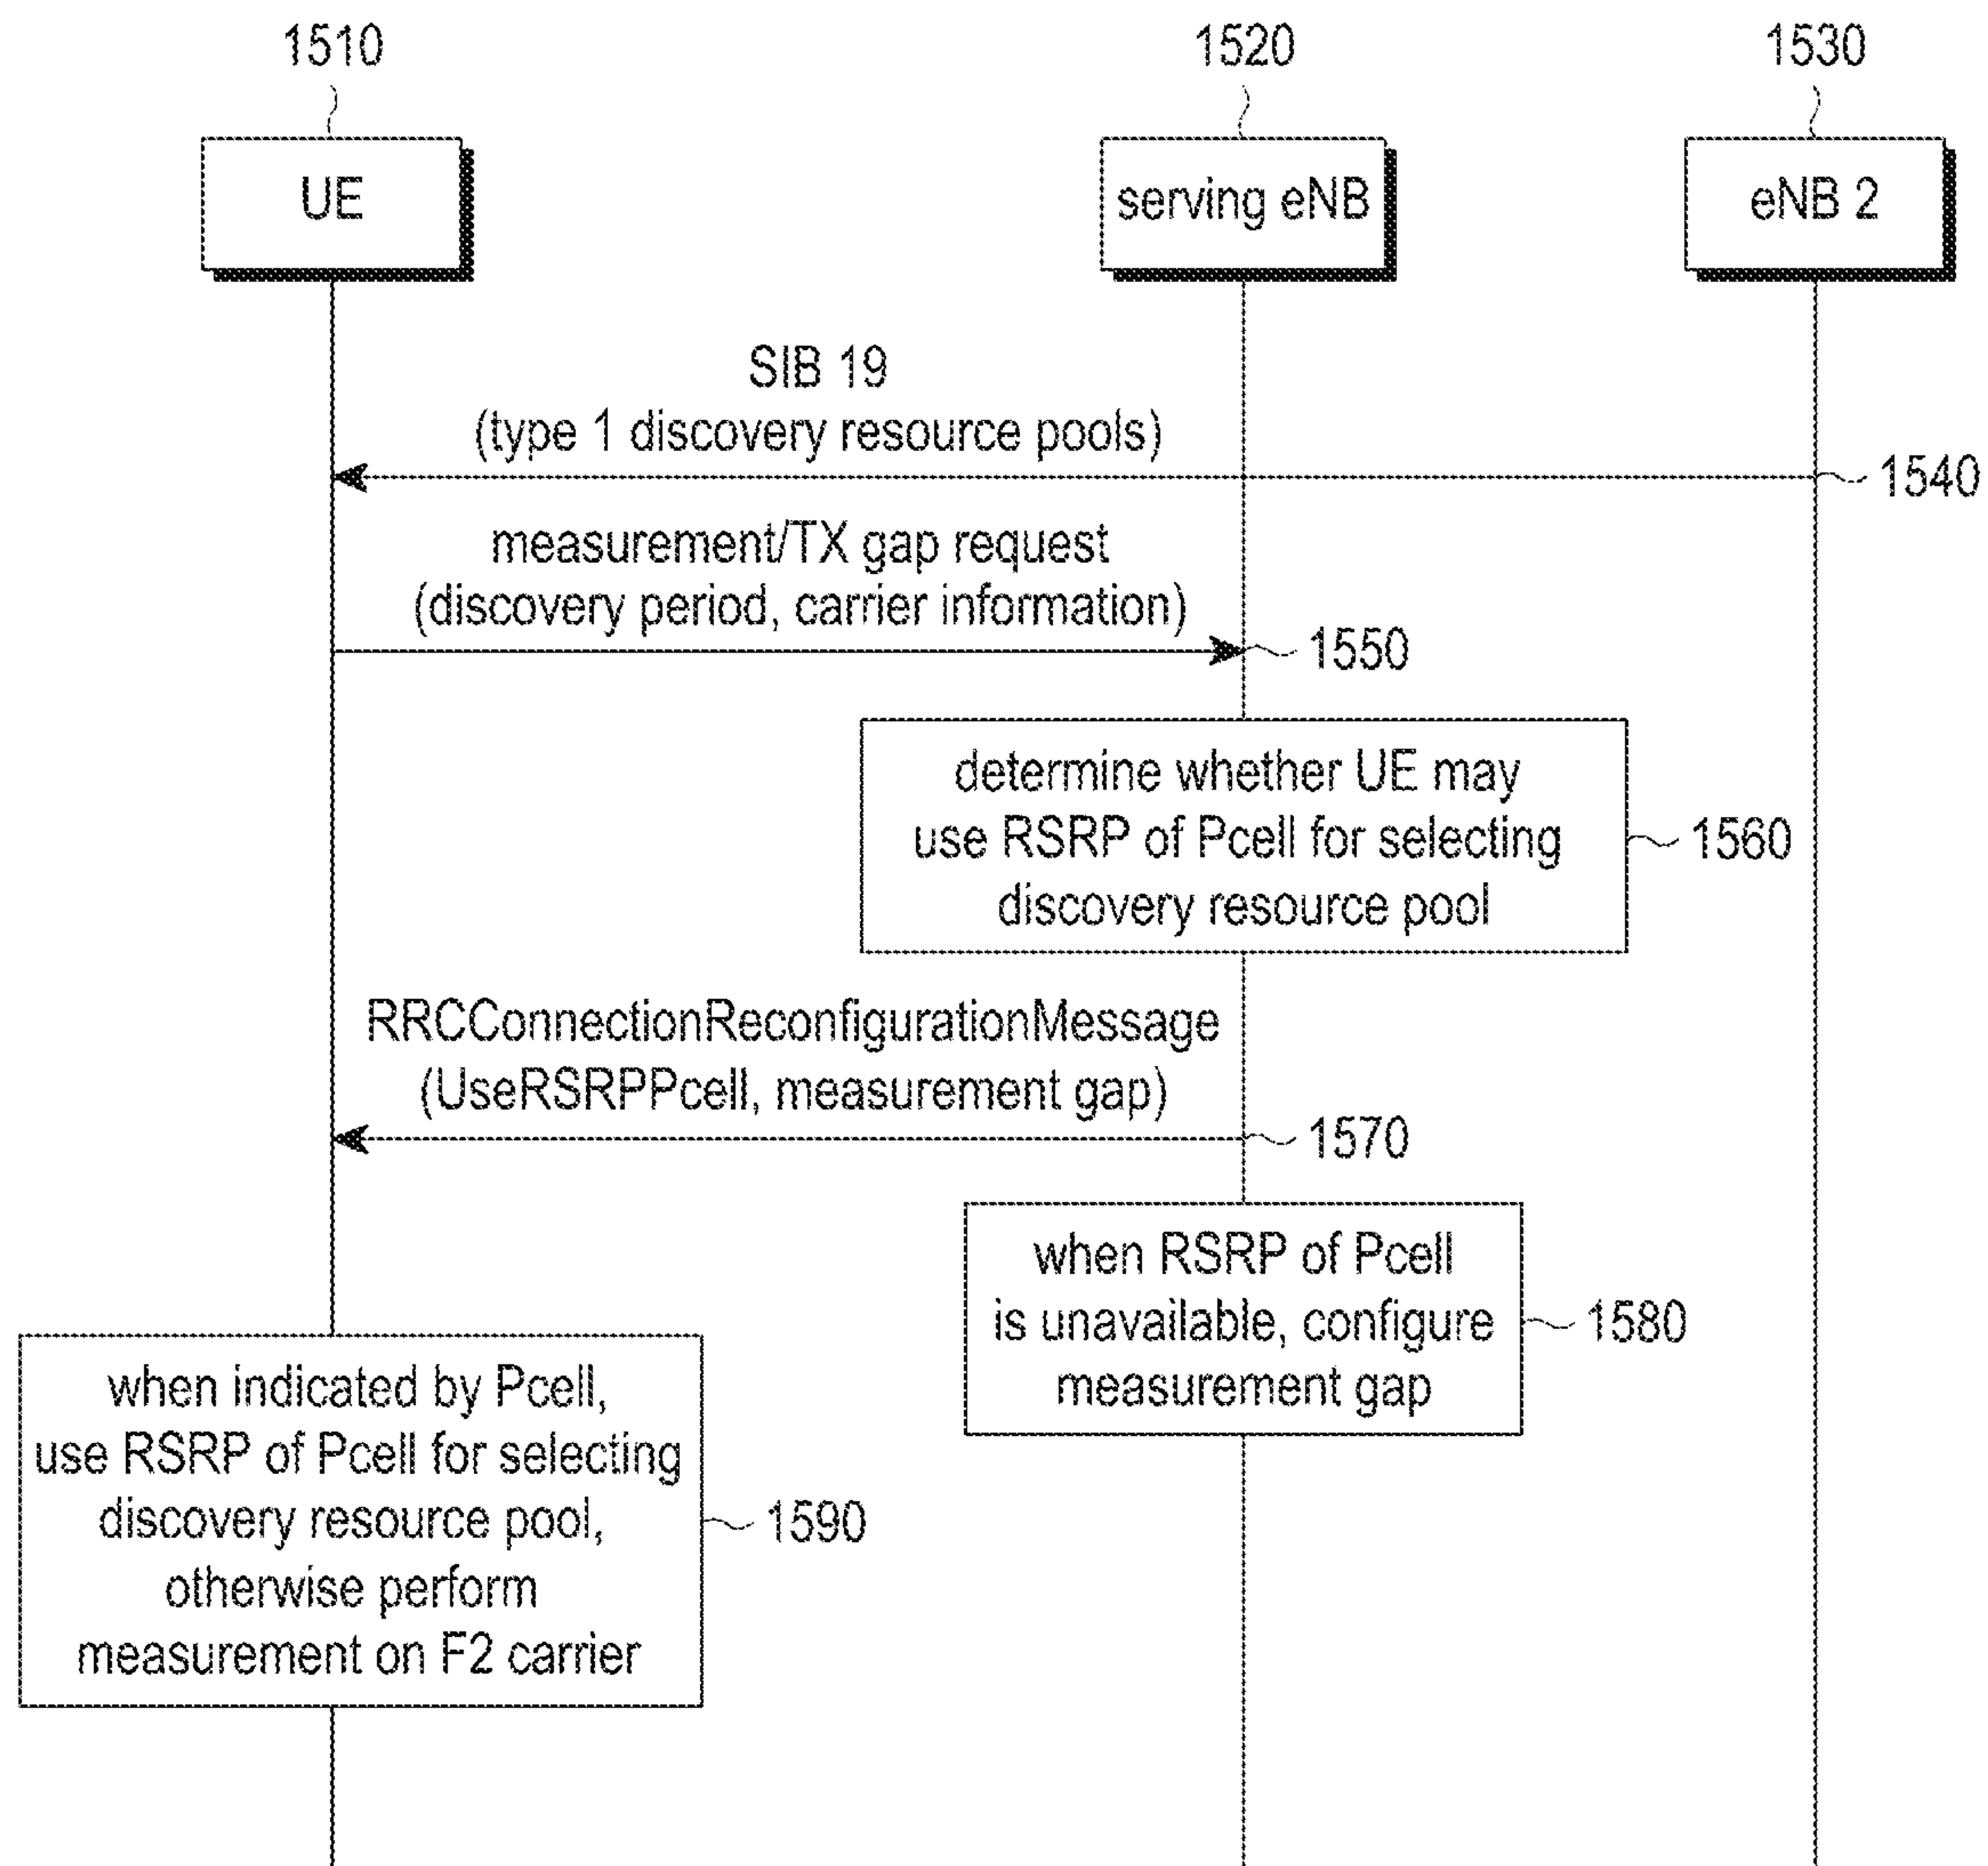 1510
1520
1530
UE
serving eNB
eNB 2
SIB 19
(type 1 discovery resource pools)
1540
measurement/TX gap request
(discovery period, carrier information)
1550
determine whether UE may
use RSRP of Pcell for selecting
discovery resource pool
1560
RRCConnectionReconfigurationMessage
(UseRSRPPcell, measurement gap)
1570
when RSRP of Pcell
is unavailable, configure
measurement gap
1580
when indicated by Pcell,
use RSRP of Pcell for selecting
discovery resource pool,
otherwise perform
measurement on F2 carrier
1590